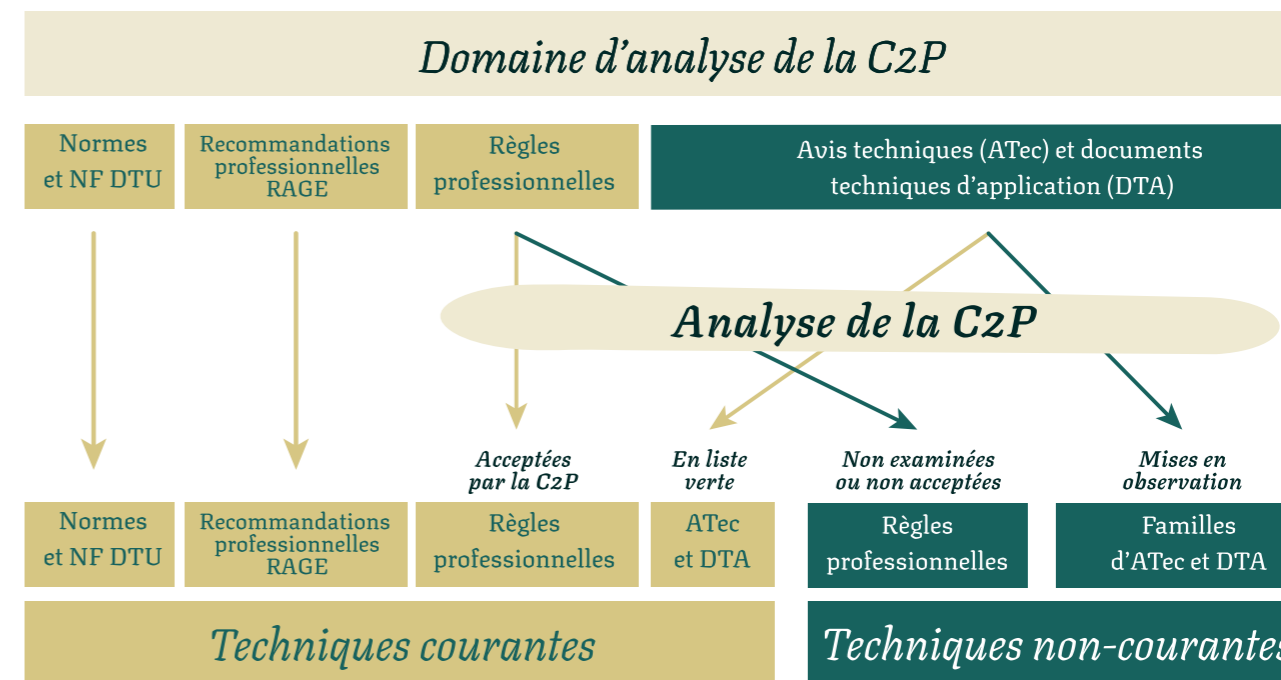 Domaine d'analyse de la C2P
Normes
et NF DTU
Recommandations
professionnelles
RAGE
Règles
professionnelles
Avis techniques (ATec) et documents
techniques d'application (DTA)
Analyse de la C2P
Acceptées
par la C2P
En liste
verte
Non examinées
ou non acceptées
Mises en
observation
Normes
et NF DTU
Recommandations
professionnelles
RAGE
Règles
professionnelles
ATec
et DTA
Règles
professionnelles
Familles
d'ATec et DTA
Techniques courantes
Techniques non-courantes